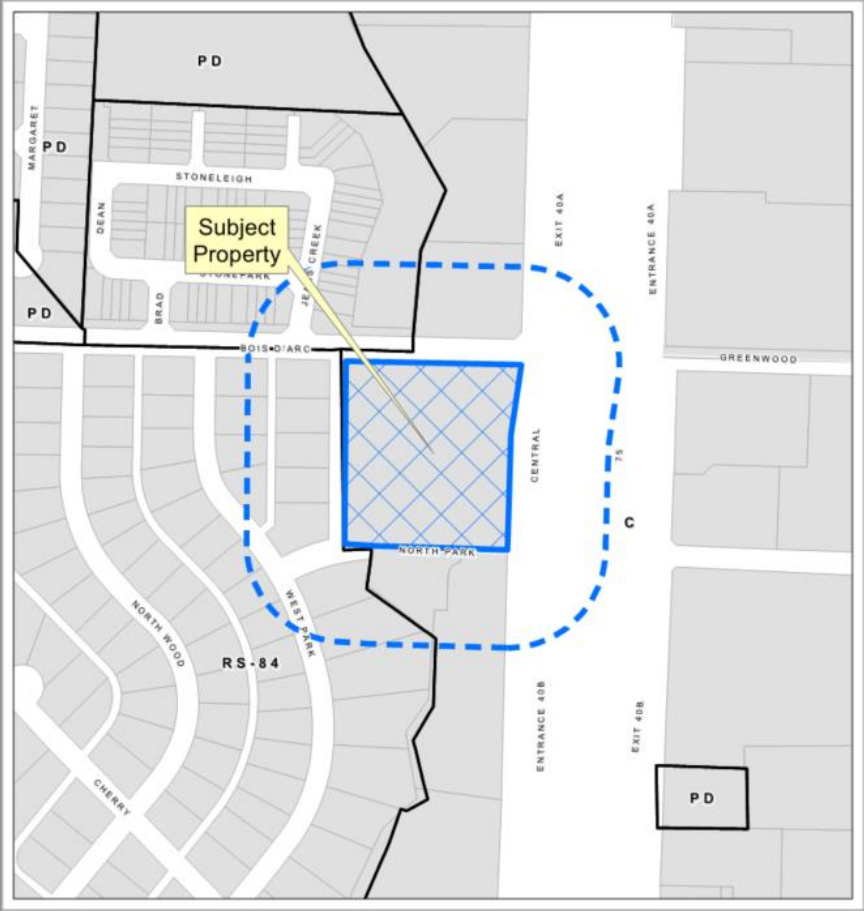 PD
MARGARET
PD
STONELEIGH
DEAN
Subject
Property
STONEPARK
CREEK
BRAD
PD
BOIS D'ARC
EXIT 40A
ENTRANCE 40A
GREENWOOD
CENTRAL
75
C
NORTH PARK
NORTH WOOD
WEST PARK
RS-84
ENTRANCE 40B
EXIT 40B
CHERRY
PD